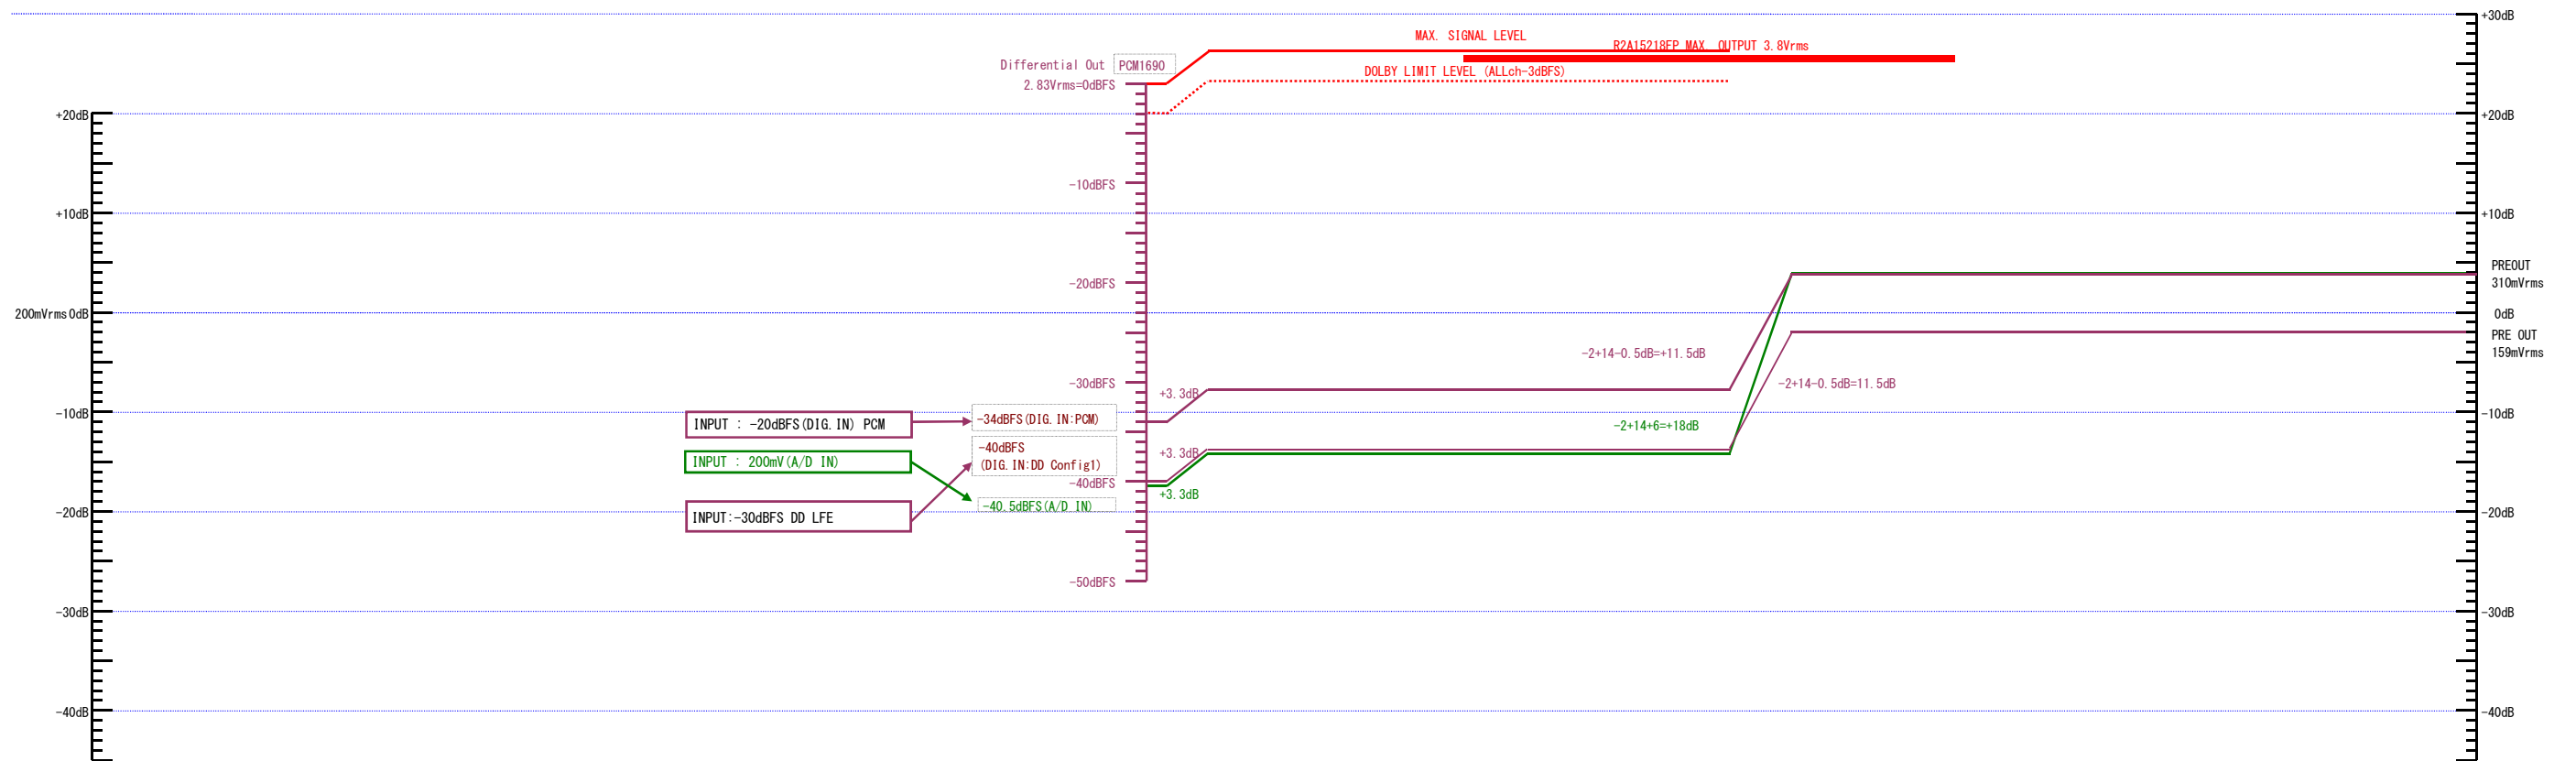 +30dB
MAX. SIGNAL LEVEL
R2A15218FP MAX. OUTPUT 3.8Vrms
Differential Out PCM1690
DOLBY LIMIT LEVEL (ALLch-3dBFS)
2.83Vrms=0dBFS
+20dB
+20dB
-10dBFS
+10dB
+10dB
PREOUT
310mVrms
-20dBFS
200mVrms 0dB
0dB
PRE OUT
159mVrms
-2+14-0.5dB=+11.5dB
-30dBFS
-2+14-0.5dB=11.5dB
+3.3dB
-10dB
-10dB
INPUT : -20dBFS(DIG.IN) PCM
-34dBFS(DIG.IN:PCM)
-2+14+6=+18dB
-40dBFS
(DIG.IN:DD Config1)
+3.3dB
INPUT : 200mV(A/D IN)
-40dBFS
+3.3dB
-40.5dBFS(A/D IN)
-20dB
INPUT:-30dBFS DD LFE
-20dB
-50dBFS
-30dB
-30dB
-40dB
-40dB